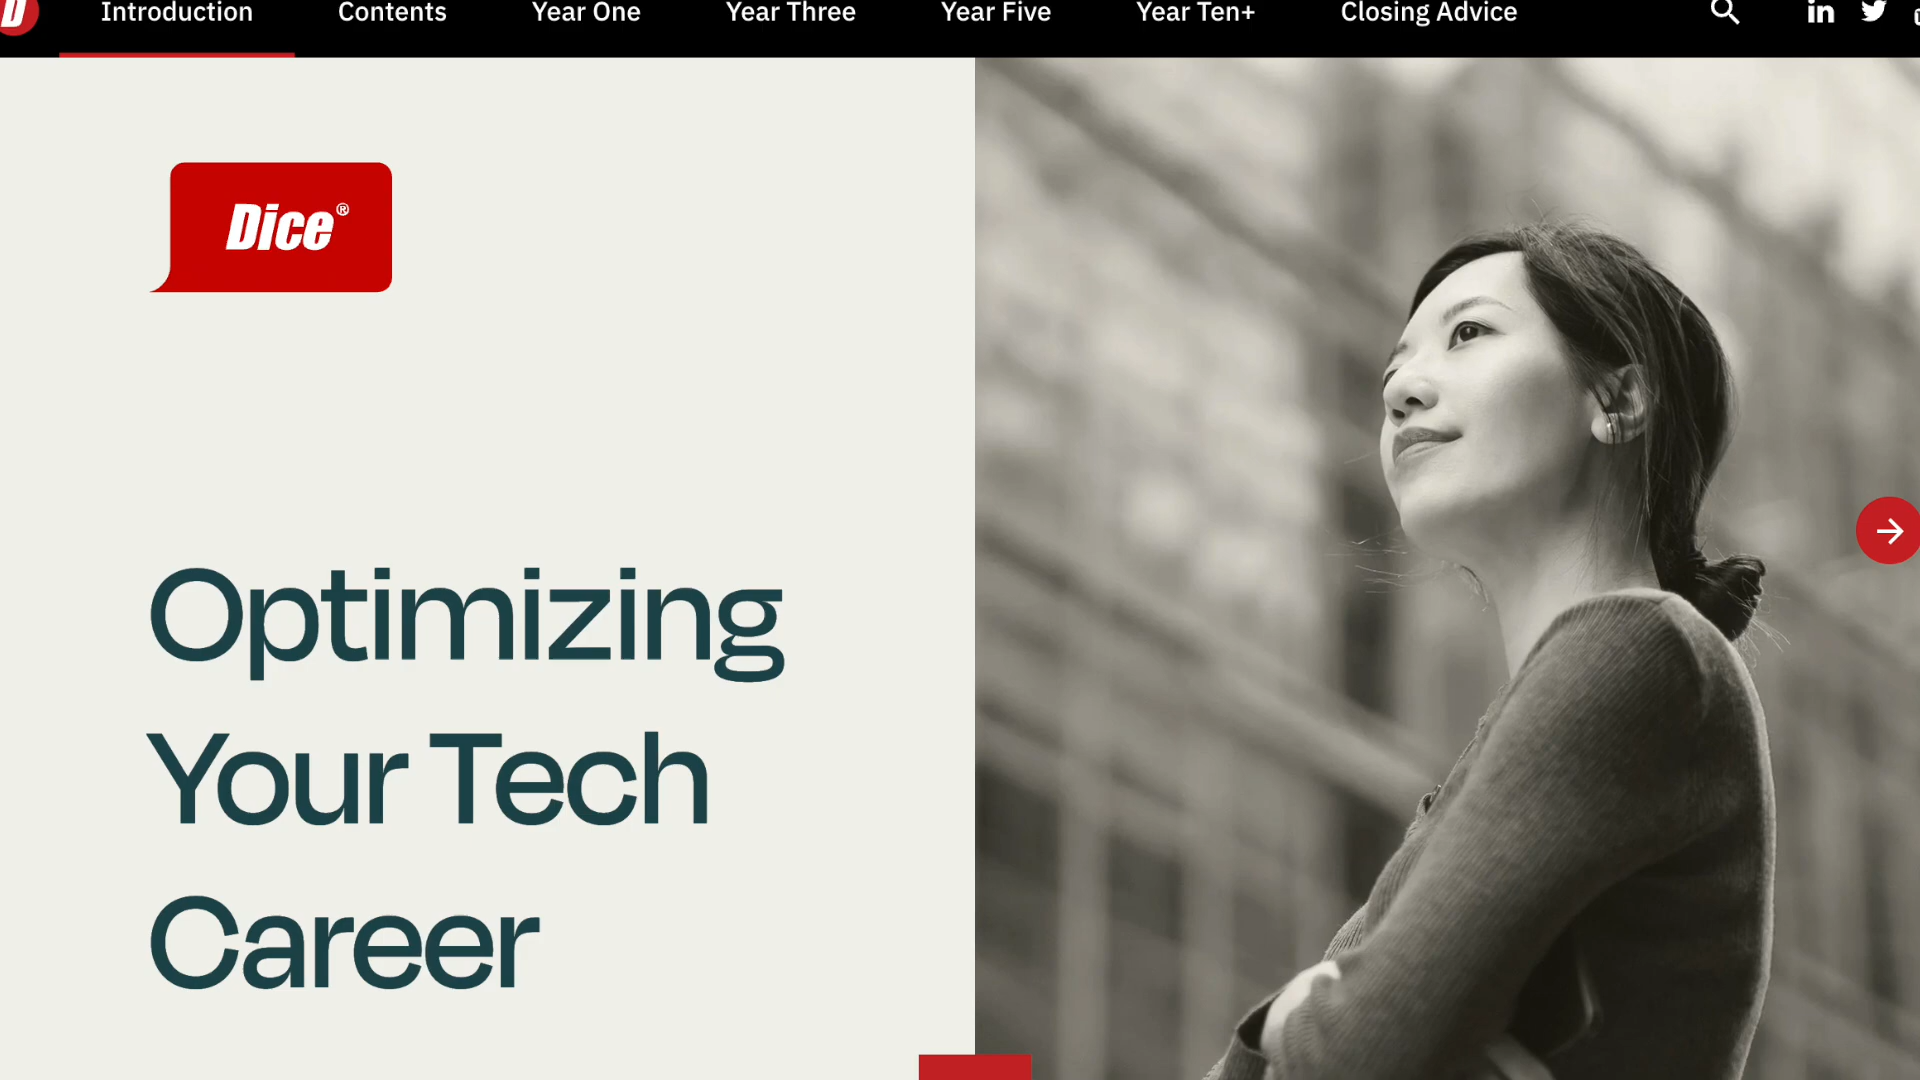 Introduction Contents Year One Year Three Year Five Year Ten+ Closing Advice
Dice®
Optimizing
Your Tech
Career